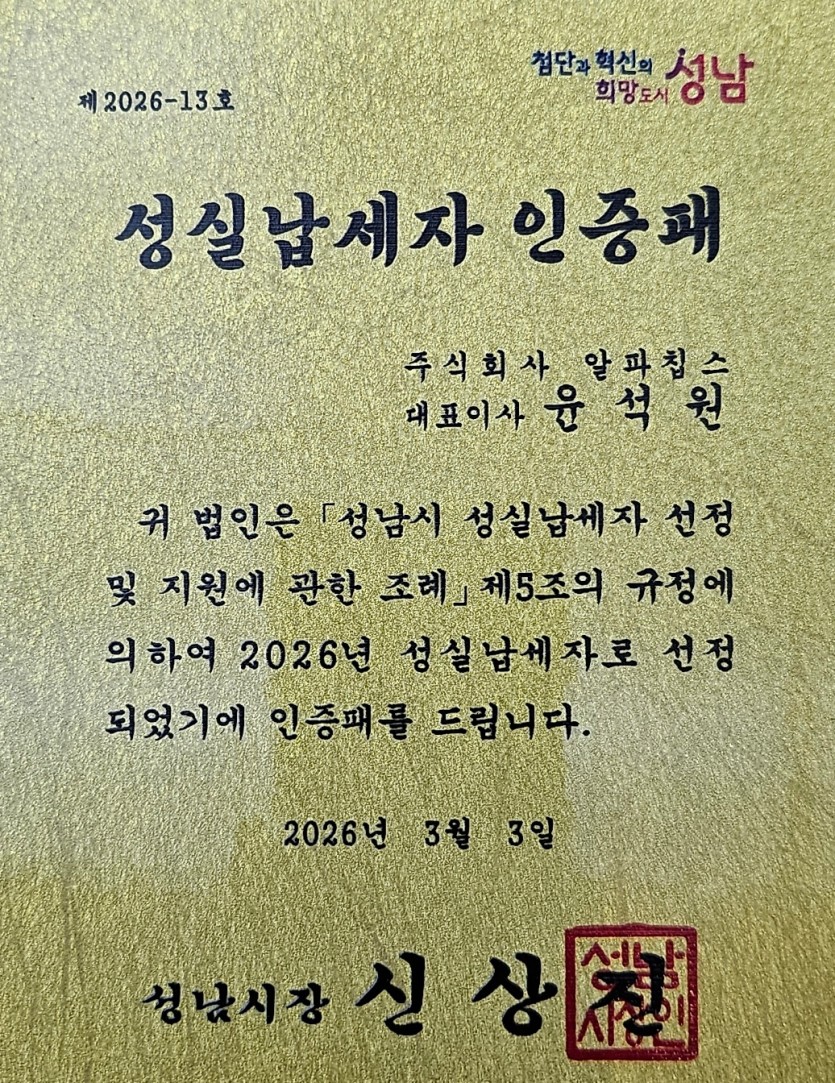 제2026-13호
첨단과 혁신의
희망도시 성남
성실납세자 인증패
주식회사 알파칩스
대표이사 윤석원
귀 법인은 「성남시 성실납세자 선정
및 지원에 관한 조례」제5조의 규정에
의하여 2026년 성실납세자로 선정
되었기에 인증패를 드립니다.
2026년 3월 3일
성남시장 신상진
성남
시장인